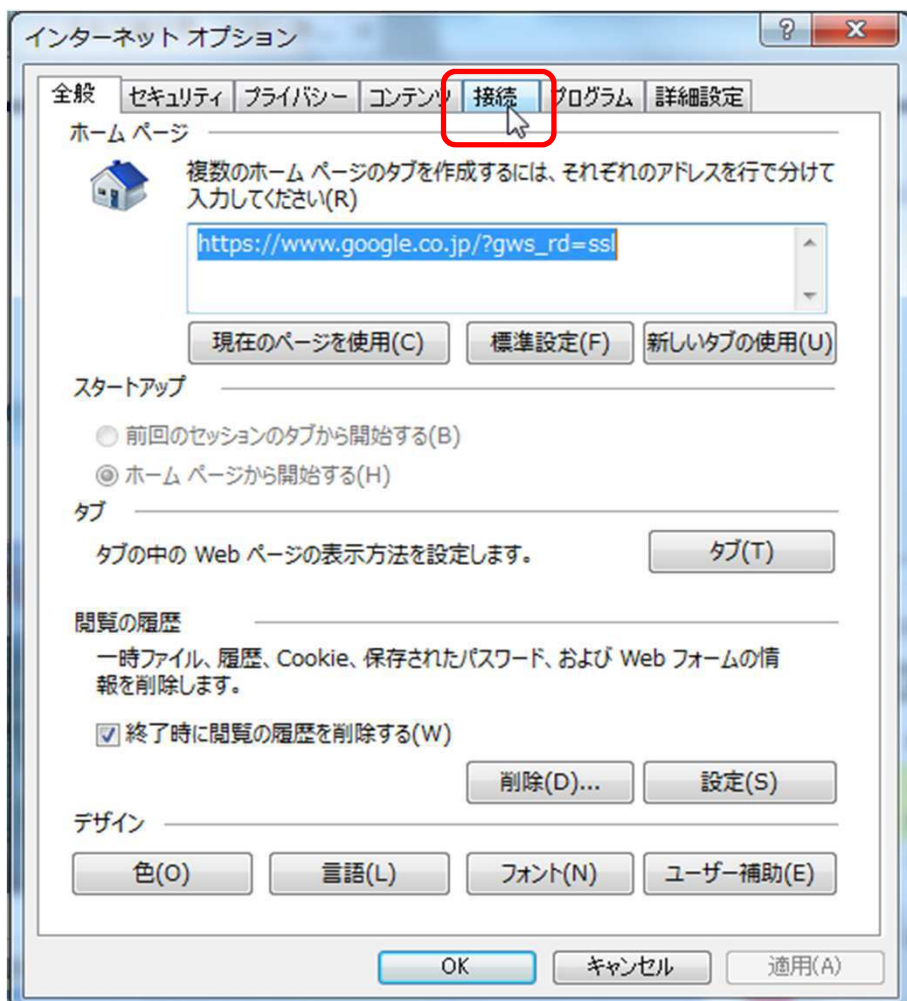 インターネット オプション
全般 セキュリティ プライバシー コンテンツ 接続 プログラム 詳細設定
ホーム ページ
複数のホーム ページのタブを作成するには、それぞれのアドレスを行で分けて
入力してください(R)
https://www.google.co.jp/?gws_rd=ssl
現在のページを使用(C) 標準設定(F) 新しいタブの使用(U)
スタートアップ
前回のセッションのタブから開始する(B)
ホーム ページから開始する(H)
タブ
タブの中の Web ページの表示方法を設定します。 タブ(T)
閲覧の履歴
一時ファイル、履歴、Cookie、保存されたパスワード、および Web フォームの情
報を削除します。
終了時に閲覧の履歴を削除する(W)
削除(D)... 設定(S)
デザイン
色(O) 言語(L) フォント(N) ユーザー補助(E)
OK キャンセル 適用(A)